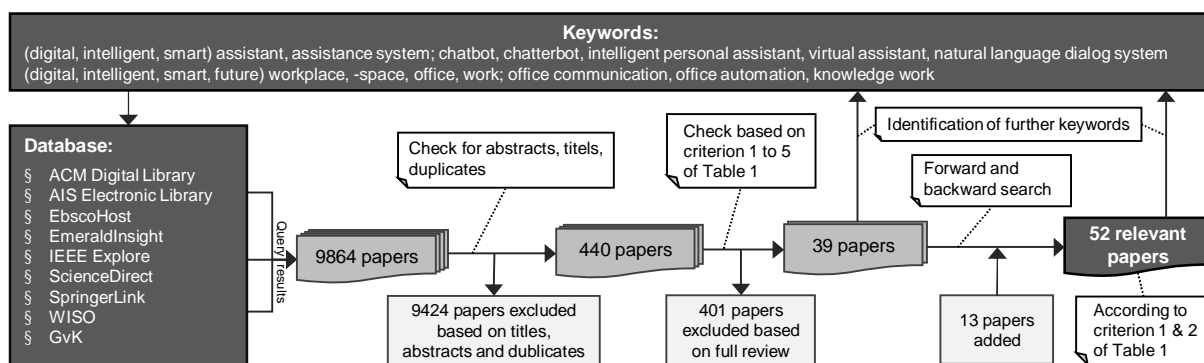 Keywords:
(digital, intelligent, smart) assistant, assistance system; chatbot, chatterbot, intelligent personal assistant, virtual assistant, natural language dialog system
(digital, intelligent, smart, future) workplace, -space, office, work; office communication, office automation, knowledge work
Database:
§ ACM Digital Library
§ AIS Electronic Library
§ EbscoHost
§ EmeraldInsight
§ IEEE Explore
§ ScienceDirect
§ SpringerLink
§ WISO
§ GvK
Query results
9864 papers
Check for abstracts, titels,
duplicates
9424 papers excluded
based on titles,
abstracts and dublicates
440 papers
Check based on
criterion 1 to 5
of Table 1
401 papers
excluded based
on full review
39 papers
Identification of further keywords
Forward and
backward search
13 papers
added
52 relevant
papers
According to
criterion 1 & 2
of Table 1